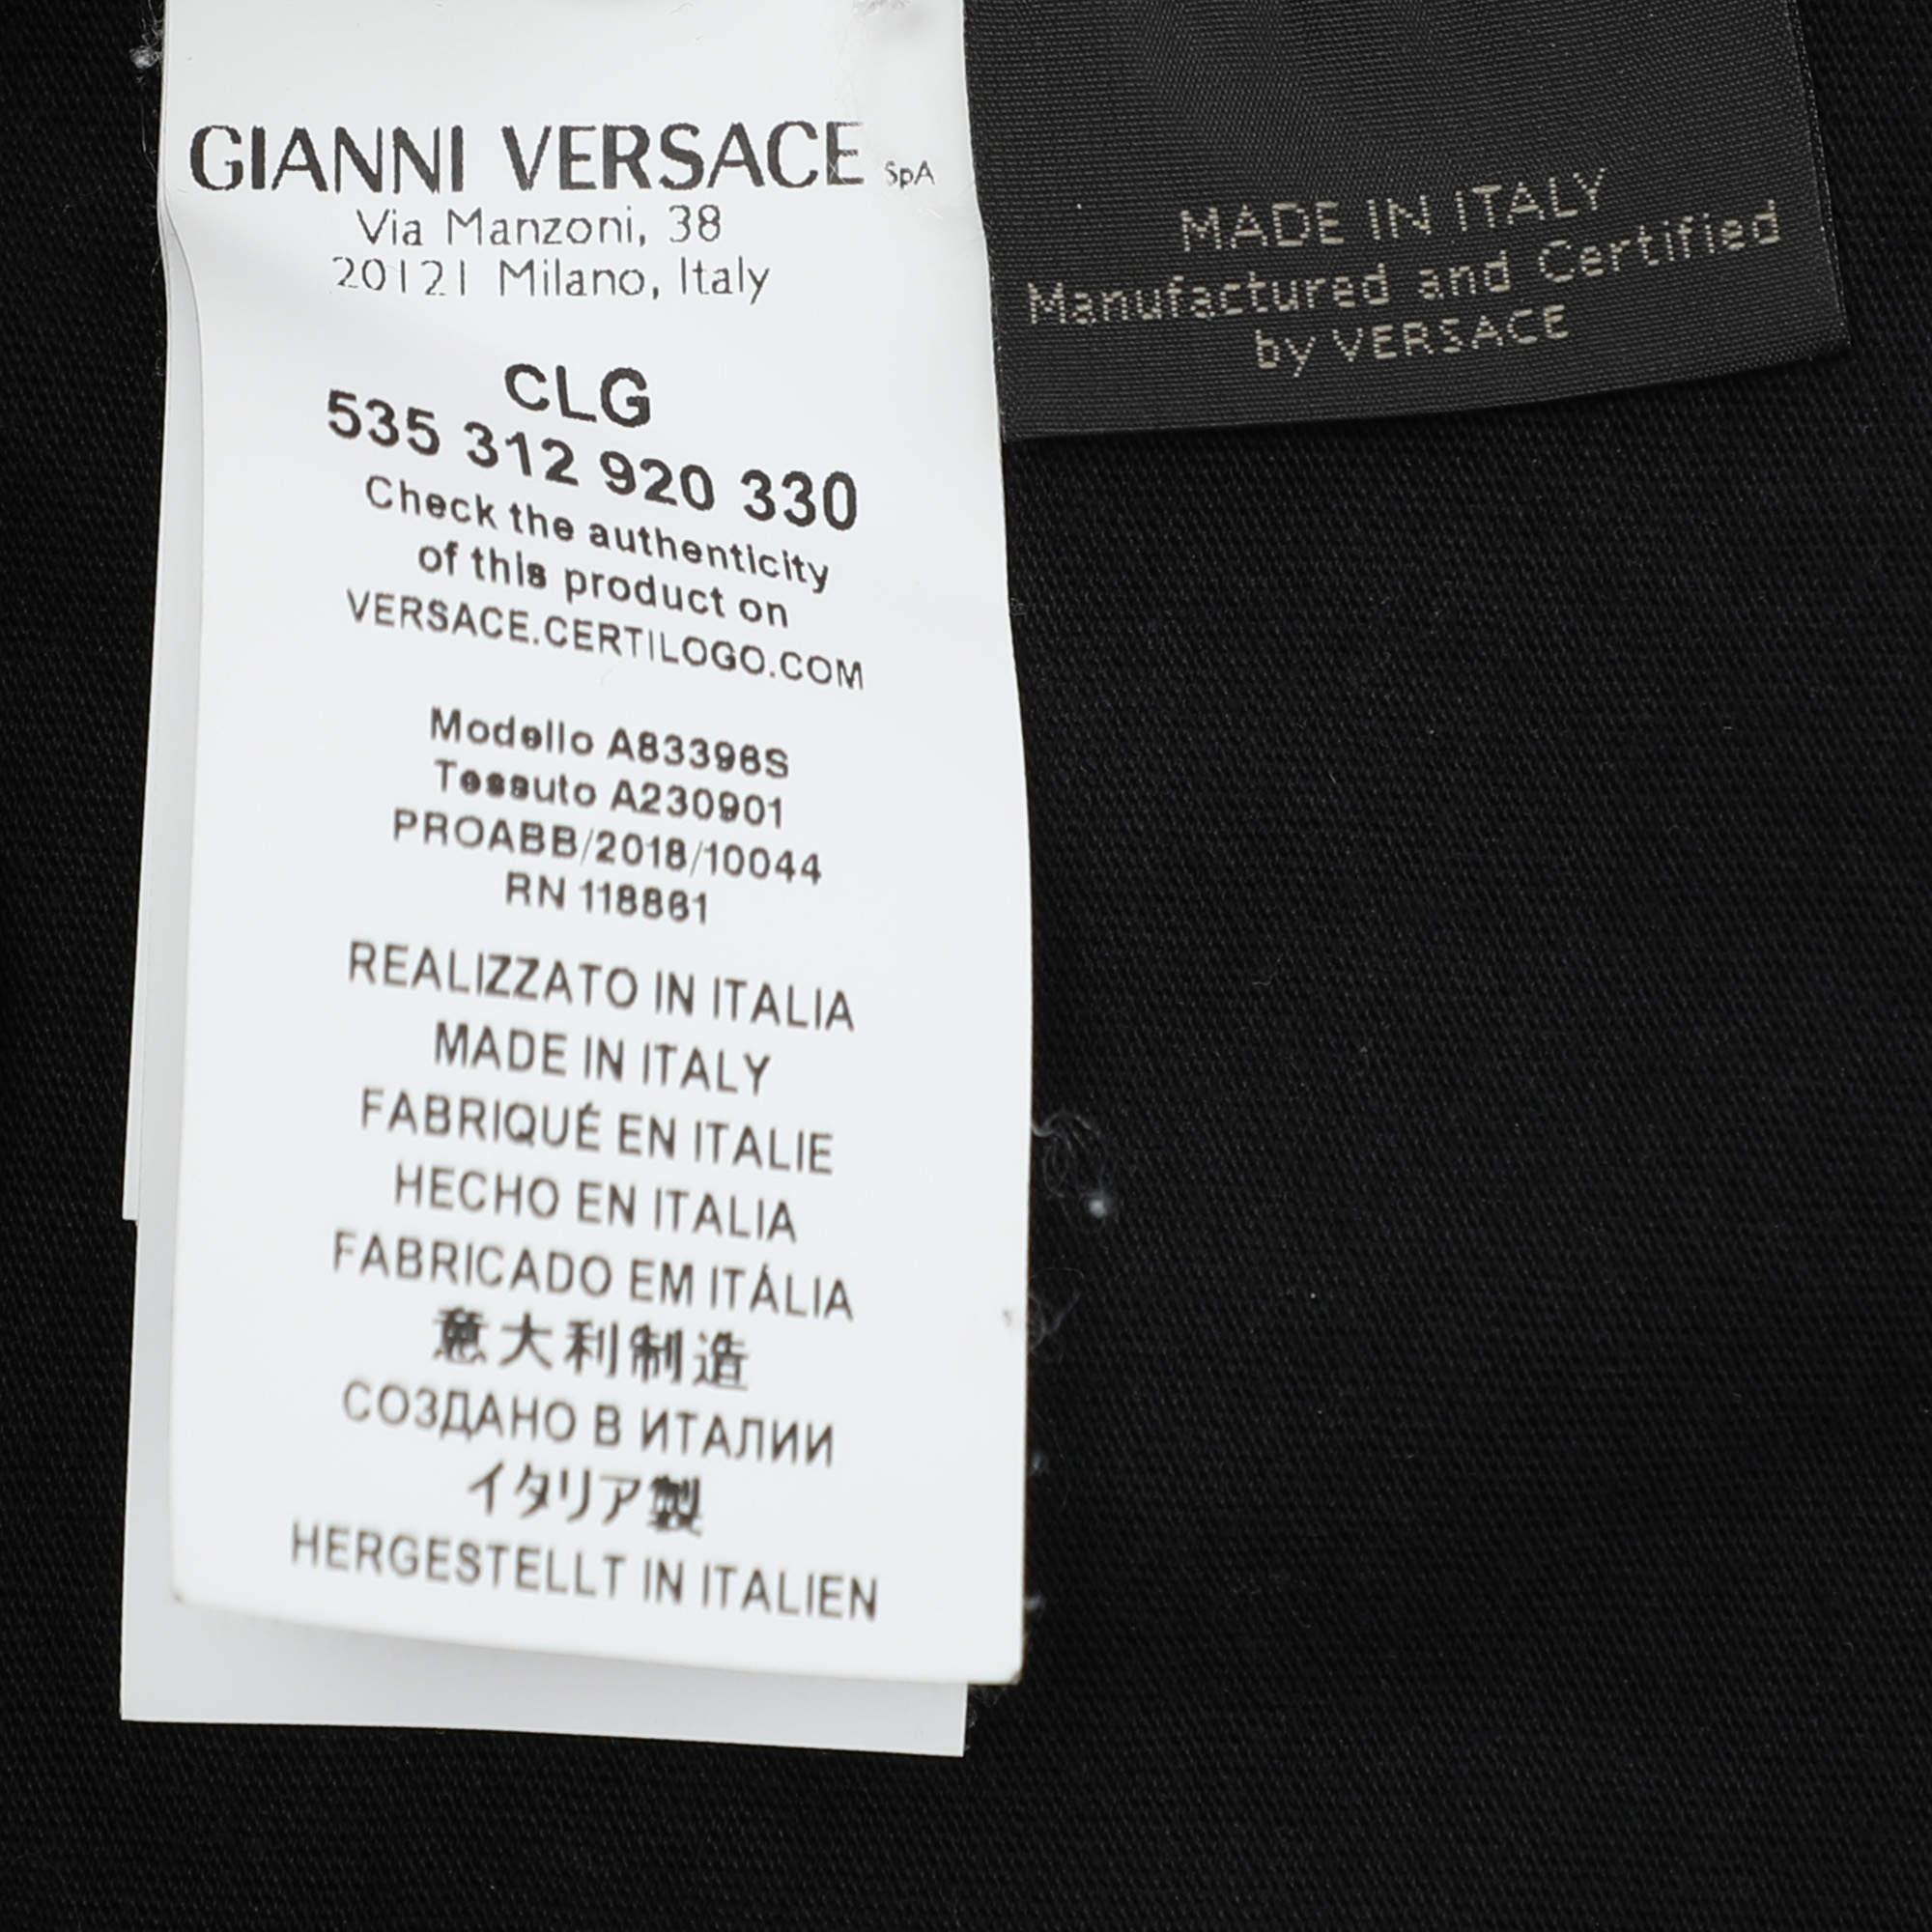 GIANNI VERSACE SpA
Via Manzoni, 38
20121 Milano, Italy
CLG
535 312 920 330
Check the authenticity
of this product on
VERSACE.CERTILOGO.COM
Modello A83396S
Tessuto A230901
PROABB/2018/10044
RN 118861
REALIZZATO IN ITALIA
MADE IN ITALY
FABRIQUÉ EN ITALIE
HECHO EN ITALIA
FABRICADO EM ITÁLIA
意大利制造
СОЗДАНО В ИТАЛИИ
イタリア製
HERGESTELLT IN ITALIEN
MADE IN ITALY
Manufactured and Certified
by VERSACE